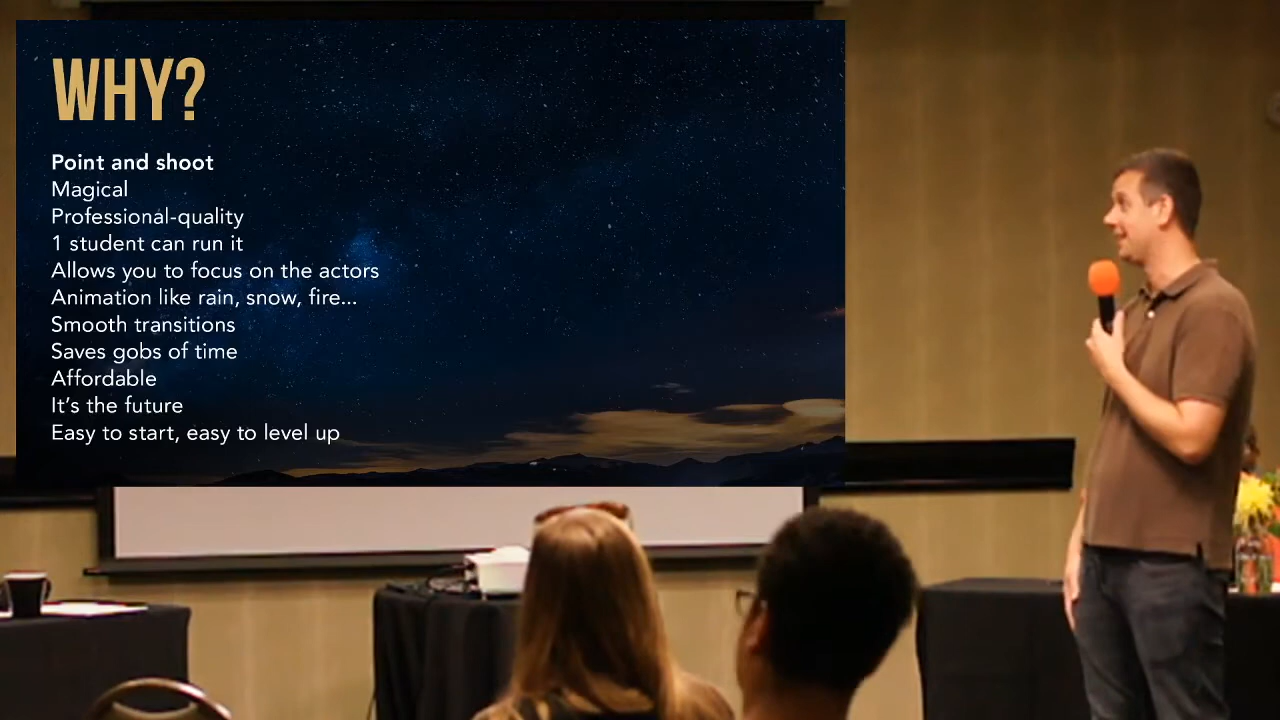 WHY?
Point and shoot
Magical
Professional-quality
1 student can run it
Allows you to focus on the actors
Animation like rain, snow, fire...
Smooth transitions
Saves gobs of time
Affordable
It's the future
Easy to start, easy to level up